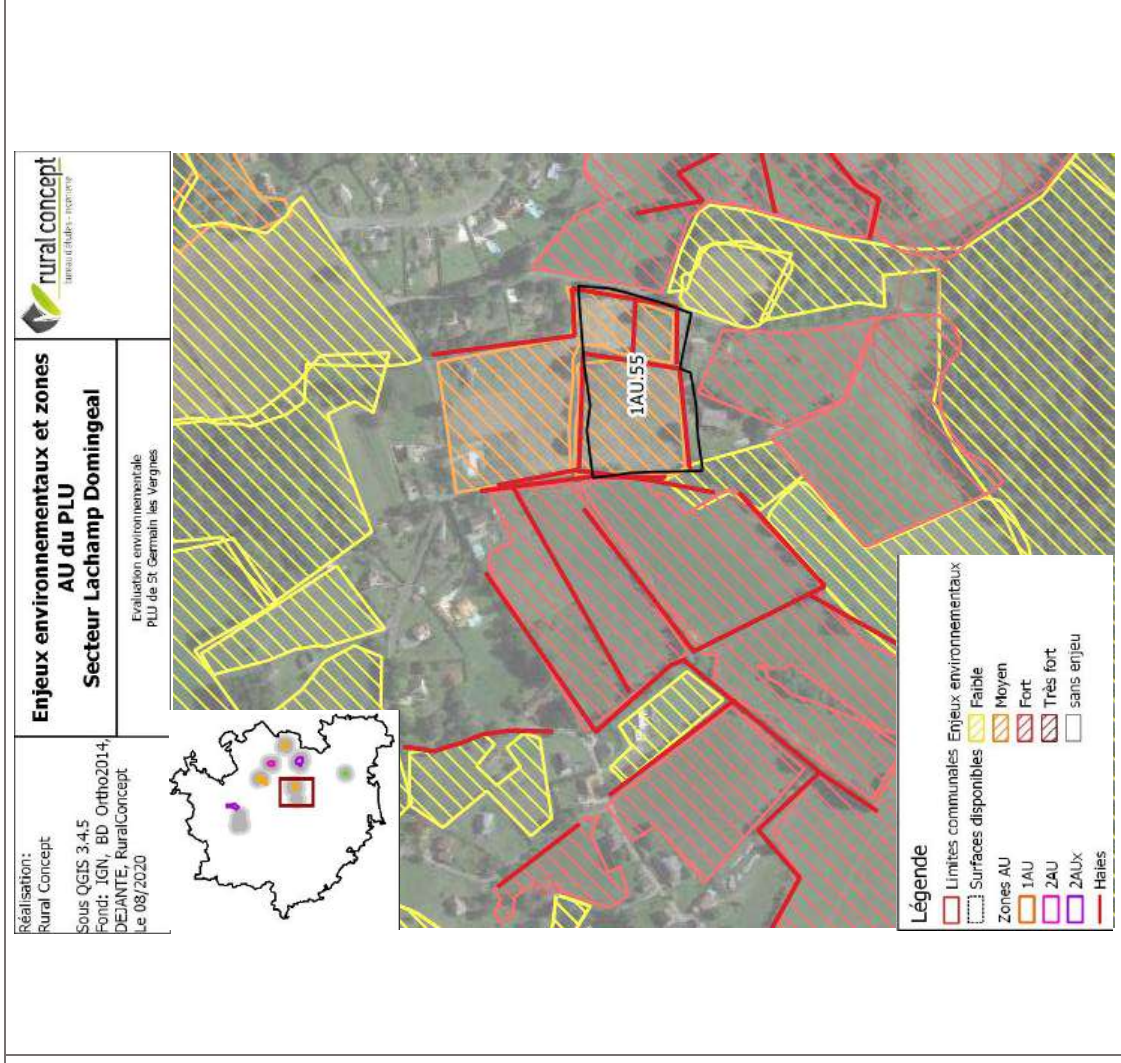 Réalisation:
Rural Concept
Sous QGIS 3.4.5
Fond: IGN, BD Ortho2014,
DEJANTE, RuralConcept
Le 08/2020
Enjeux environnementaux et zones
AU du PLU
Secteur Lachamp Domingeal
Evaluation environnementale
PLU de St Germain les Vergnes
rural concept
bureau d'études -
1AU.55
Légende
Limites communales
Surfaces disponibles
Zones AU
1AU
2AU
2AUx
Haies
Enjeux environnementaux
Faible
Moyen
Fort
Très fort
sans enjeu